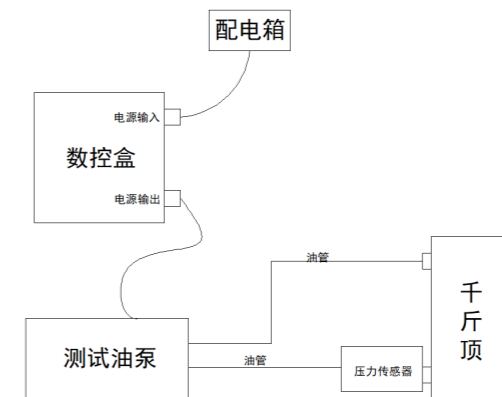 配电箱
电源输入
数控盒
电源输出
油管
千斤顶
测试油泵
油管
压力传感器